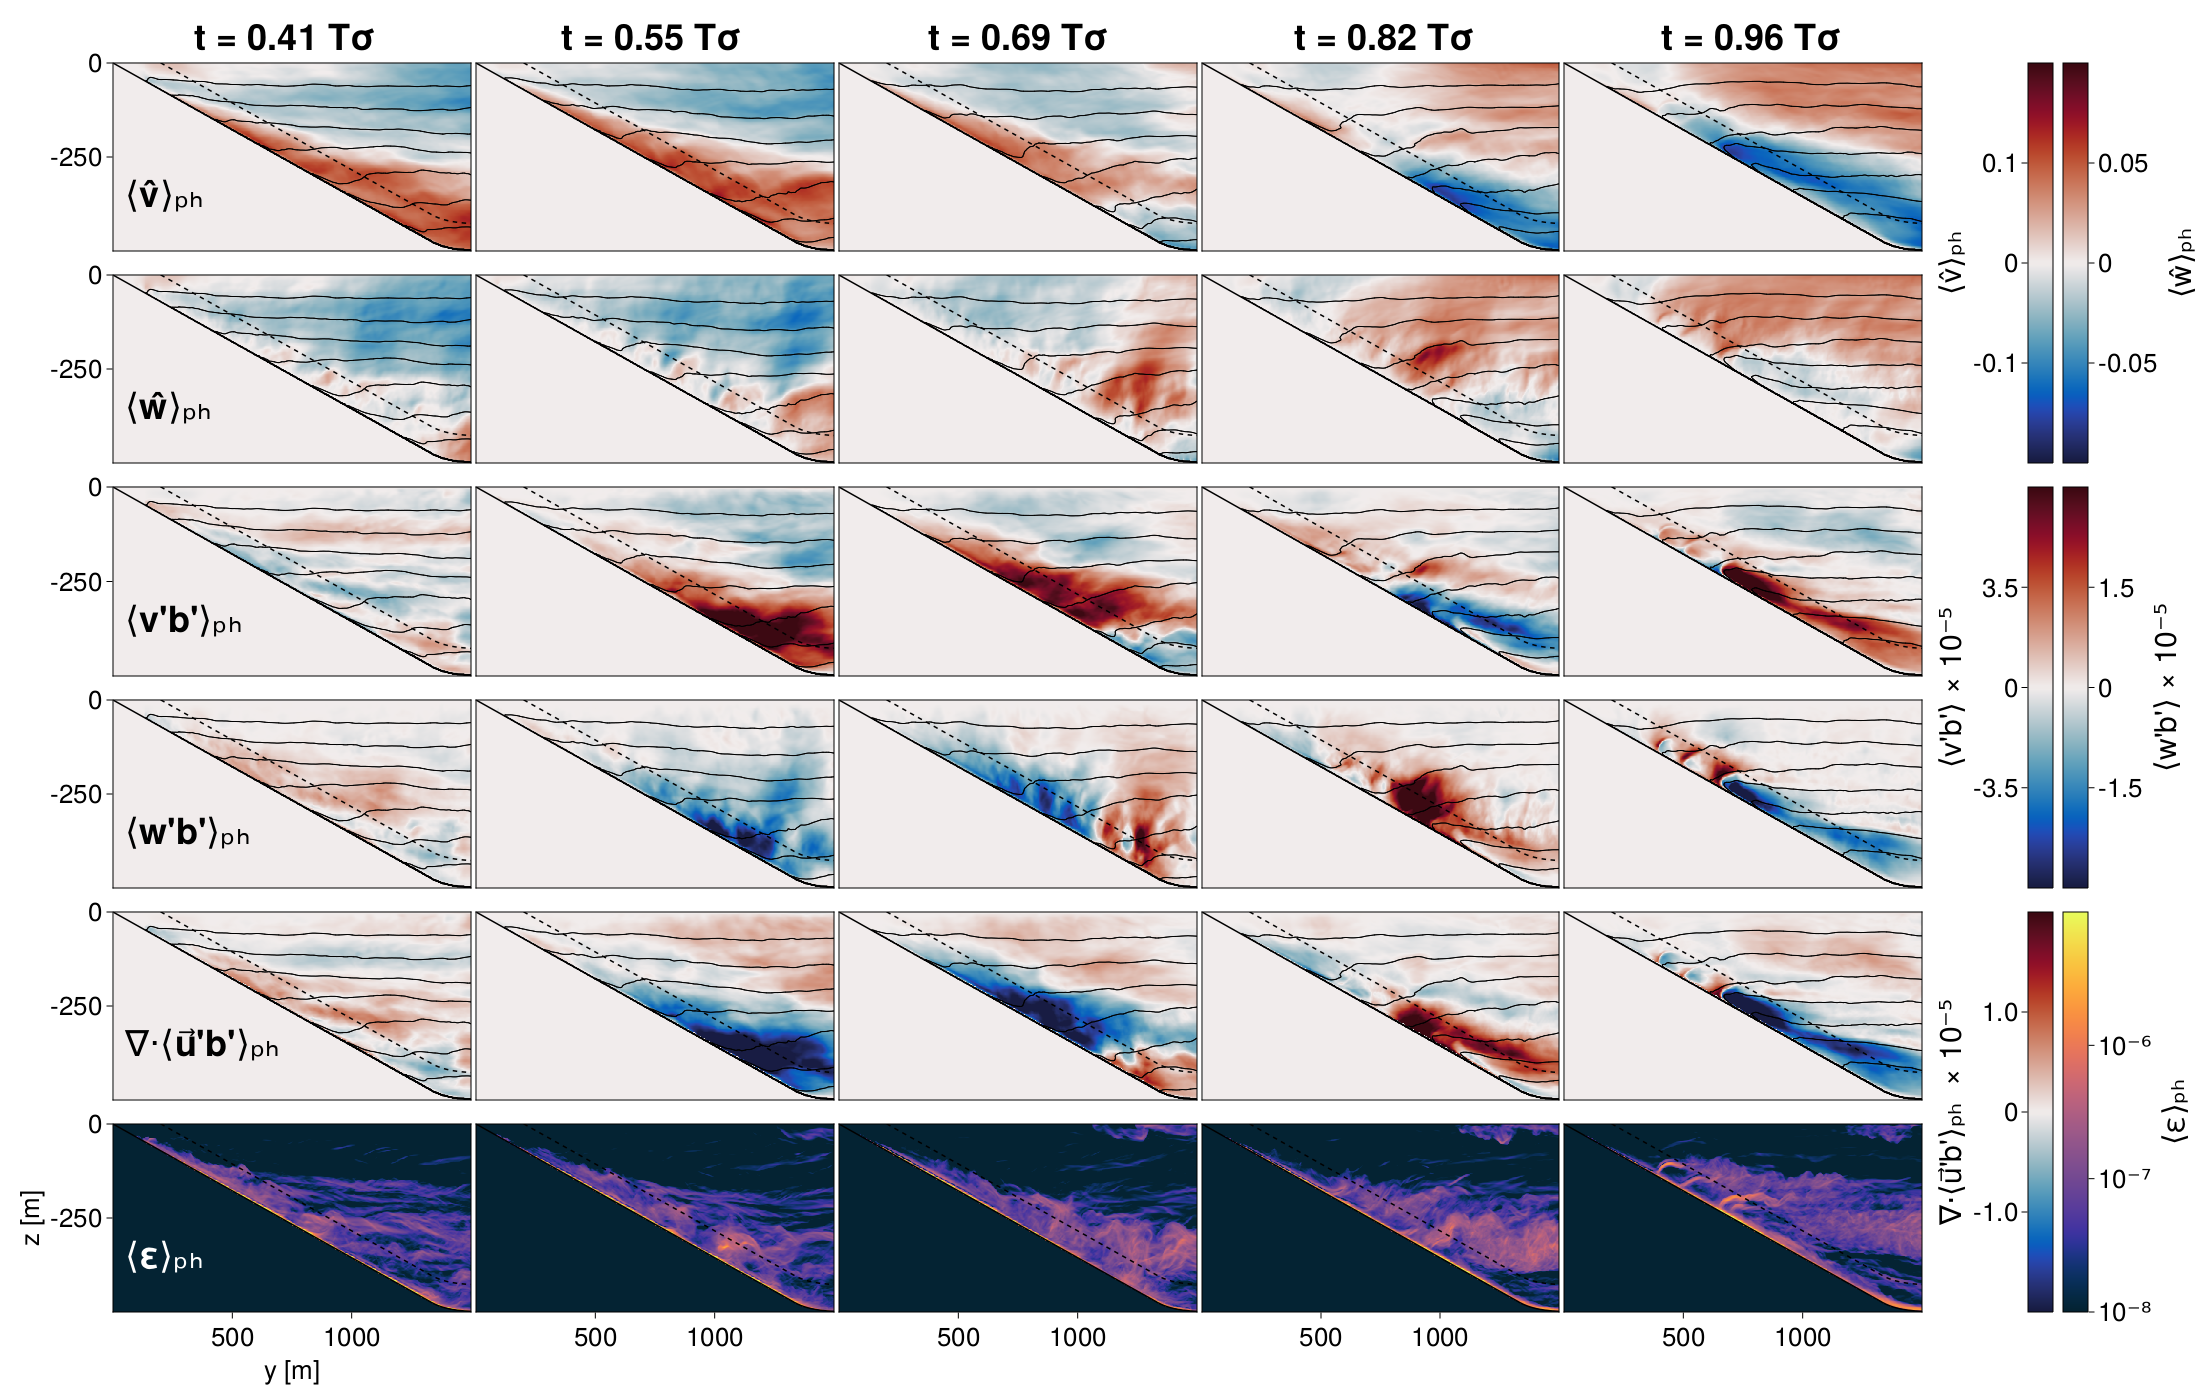 t = 0.41 Tσ t = 0.55 Tσ t = 0.69 Tσ t = 0.82 Tσ t = 0.96 Tσ
0
-250
⟨v̂⟩ₚₕ
0.1
0
-0.1
⟨v̂⟩ₚₕ
0.05
0
-0.05
⟨ŵ⟩ₚₕ
0
-250
⟨ŵ⟩ₚₕ
0
-250
⟨v'b'⟩ₚₕ
3.5
0
-3.5
⟨v'b'⟩ × 10⁻⁵
1.5
0
-1.5
⟨w'b'⟩ × 10⁻⁵
0
-250
⟨w'b'⟩ₚₕ
0
-250
∇·⟨u⃗'b'⟩ₚₕ
1.0
0
-1.0
∇·⟨u⃗'b'⟩ₚₕ × 10⁻⁵
10⁻⁶
10⁻⁷
10⁻⁸
⟨ε⟩ₚₕ
0
-250
z [m]
⟨ε⟩ₚₕ
500 1000 500 1000 500 1000 500 1000 500 1000
y [m]